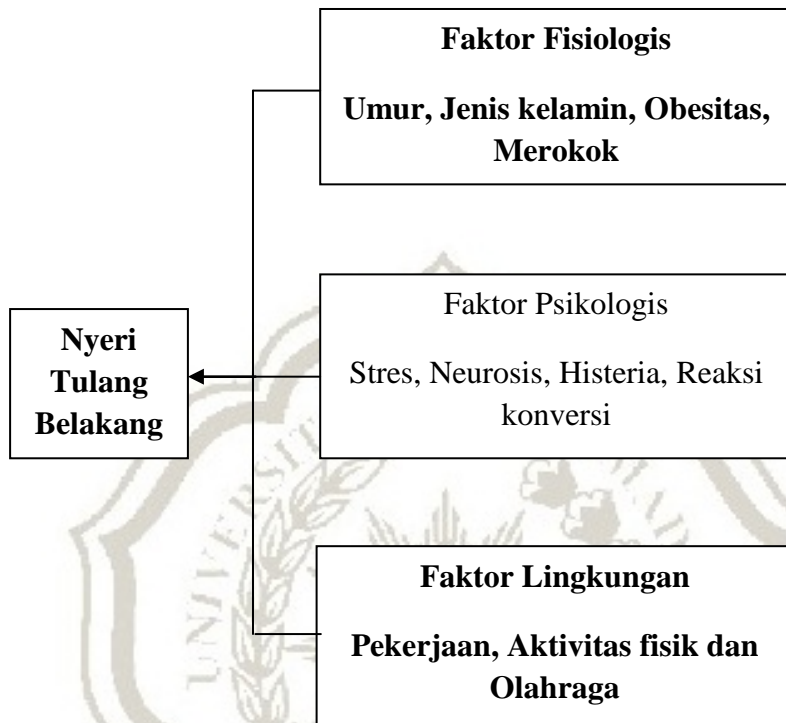 Faktor Fisiologis
Umur, Jenis kelamin, Obesitas,
Merokok
Nyeri
Tulang
Belakang
Faktor Psikologis
Stres, Neurosis, Histeria, Reaksi
konversi
Faktor Lingkungan
Pekerjaan, Aktivitas fisik dan
Olahraga